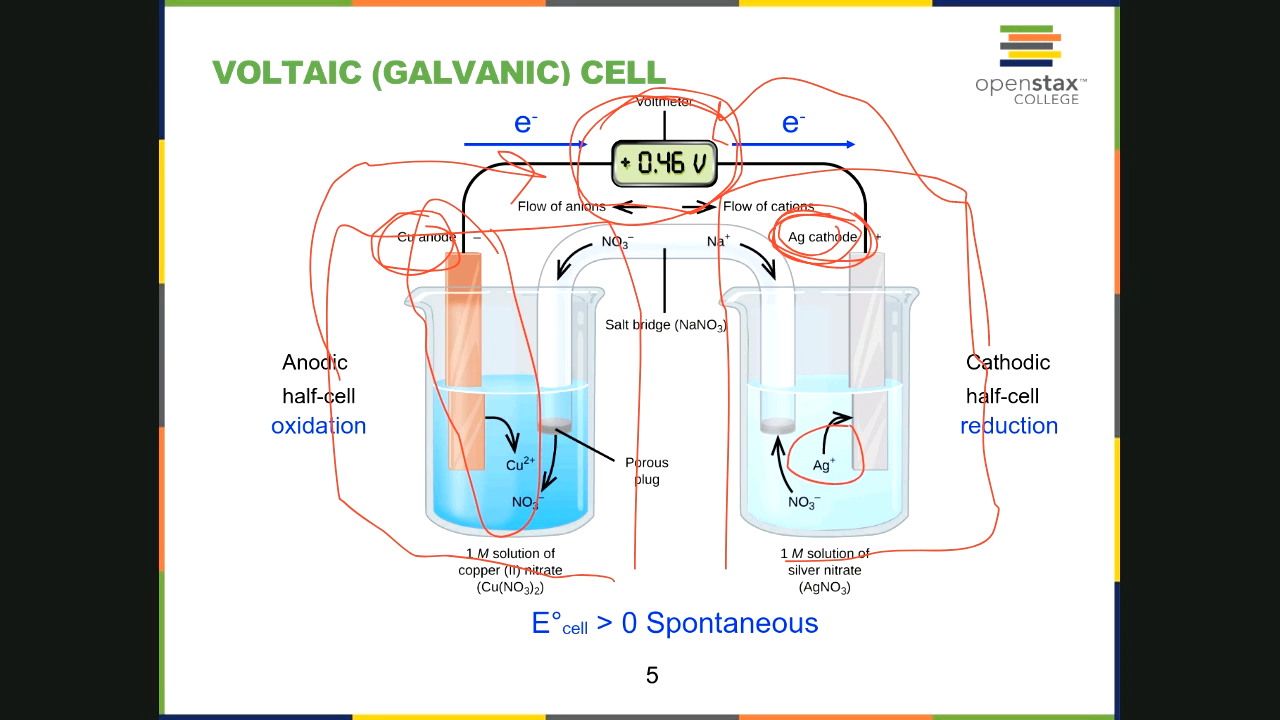 VOLTAIC (GALVANIC) CELL
openstax™
COLLEGE
Voltmeter
e⁻
e⁻
+ 0.46 V
Flow of anions
Flow of cations
Cu anode
–
NO₃⁻
Na⁺
Ag cathode
+
Salt bridge (NaNO₃)
Anodic
half-cell
oxidation
Cathodic
half-cell
reduction
Cu²⁺
NO₃⁻
Porous
plug
Ag⁺
NO₃⁻
1 M solution of
copper (II) nitrate
(Cu(NO₃)₂)
1 M solution of
silver nitrate
(AgNO₃)
E°cell > 0 Spontaneous
5